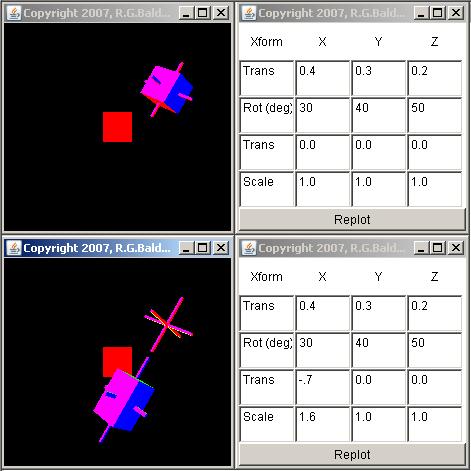 Copyright 2007, R.G.Bald...
Copyright 2007, R.G.Bald...
Xform X Y Z
Trans 0.4 0.3 0.2
Rot (deg) 30 40 50
Trans 0.0 0.0 0.0
Scale 1.0 1.0 1.0
Replot
Copyright 2007, R.G.Bald...
Copyright 2007, R.G.Bald...
Xform X Y Z
Trans 0.4 0.3 0.2
Rot (deg) 30 40 50
Trans -.7 0.0 0.0
Scale 1.6 1.0 1.0
Replot